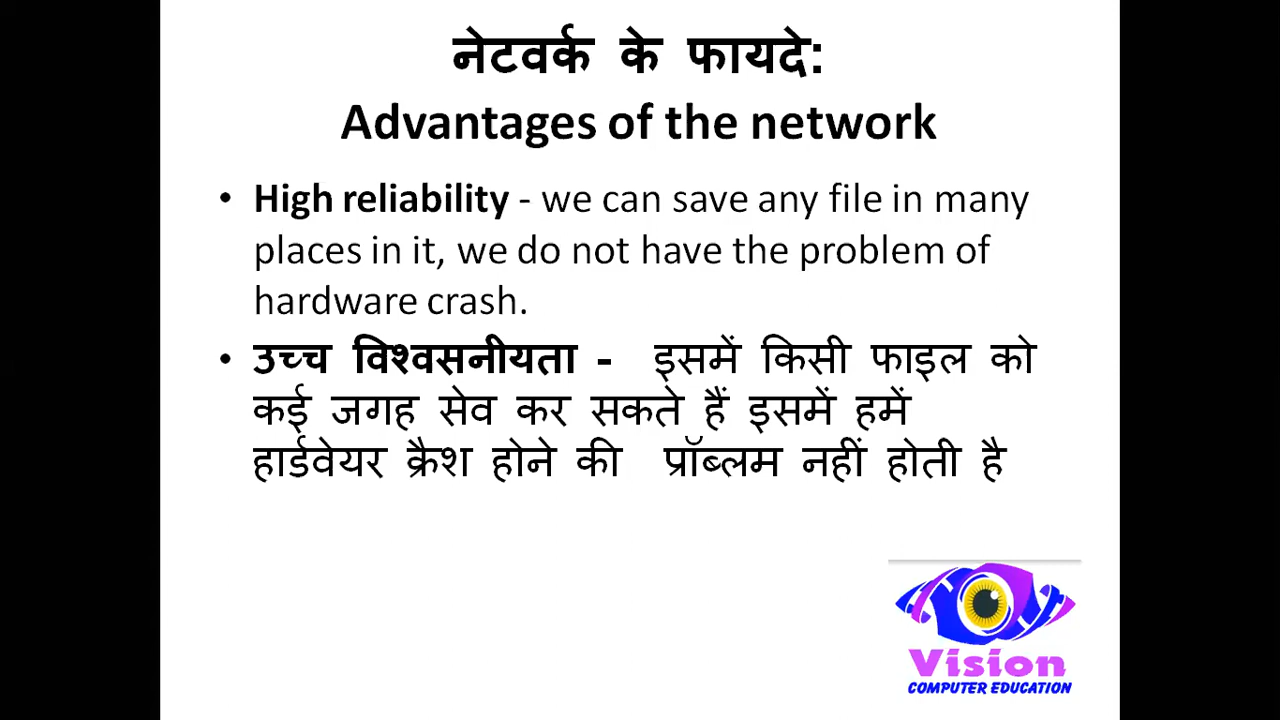 नेटवर्क के फायदे:
Advantages of the network
• High reliability - we can save any file in many
places in it, we do not have the problem of
hardware crash.
• उच्च विश्वसनीयता - इसमें किसी फाइल को
कई जगह सेव कर सकते हैं इसमें हमें
हार्डवेयर क्रैश होने की प्रॉब्लम नहीं होती है
Vision
COMPUTER EDUCATION